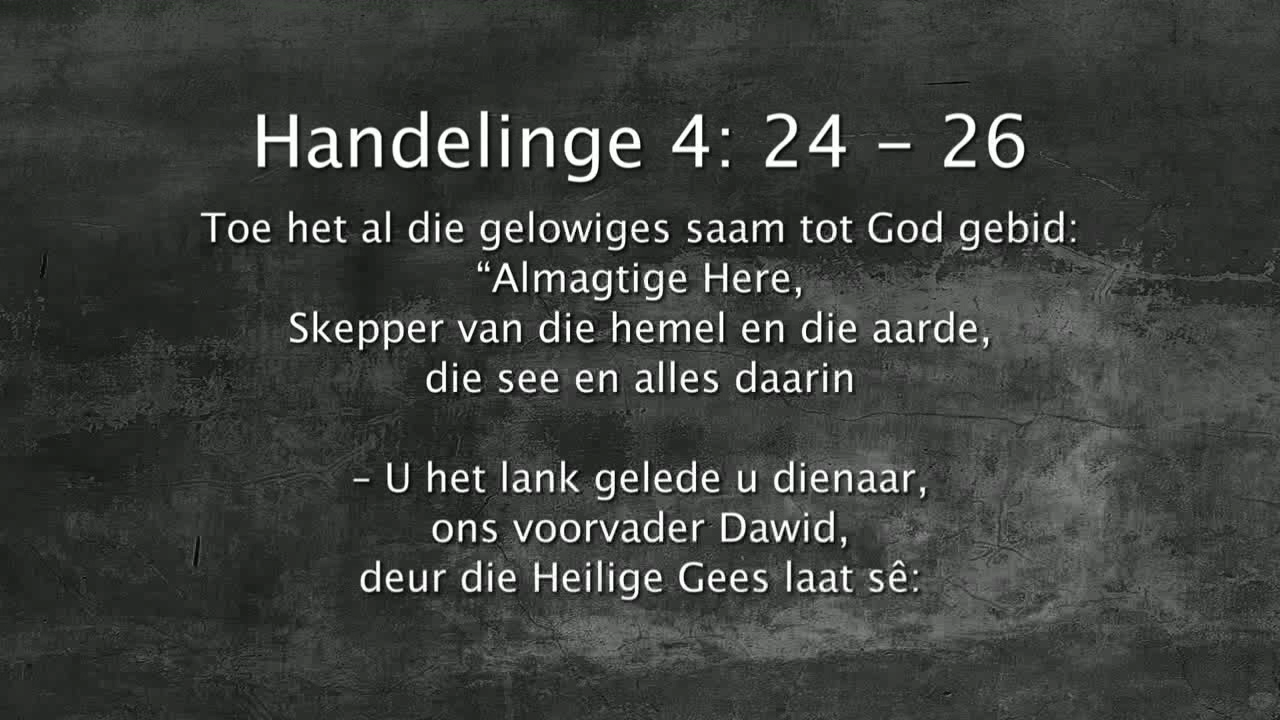 Handelinge 4: 24 – 26
Toe het al die gelowiges saam tot God gebid:
“Almagtige Here,
Skepper van die hemel en die aarde,
die see en alles daarin
– U het lank gelede u dienaar,
ons voorvader Dawid,
deur die Heilige Gees laat sê: